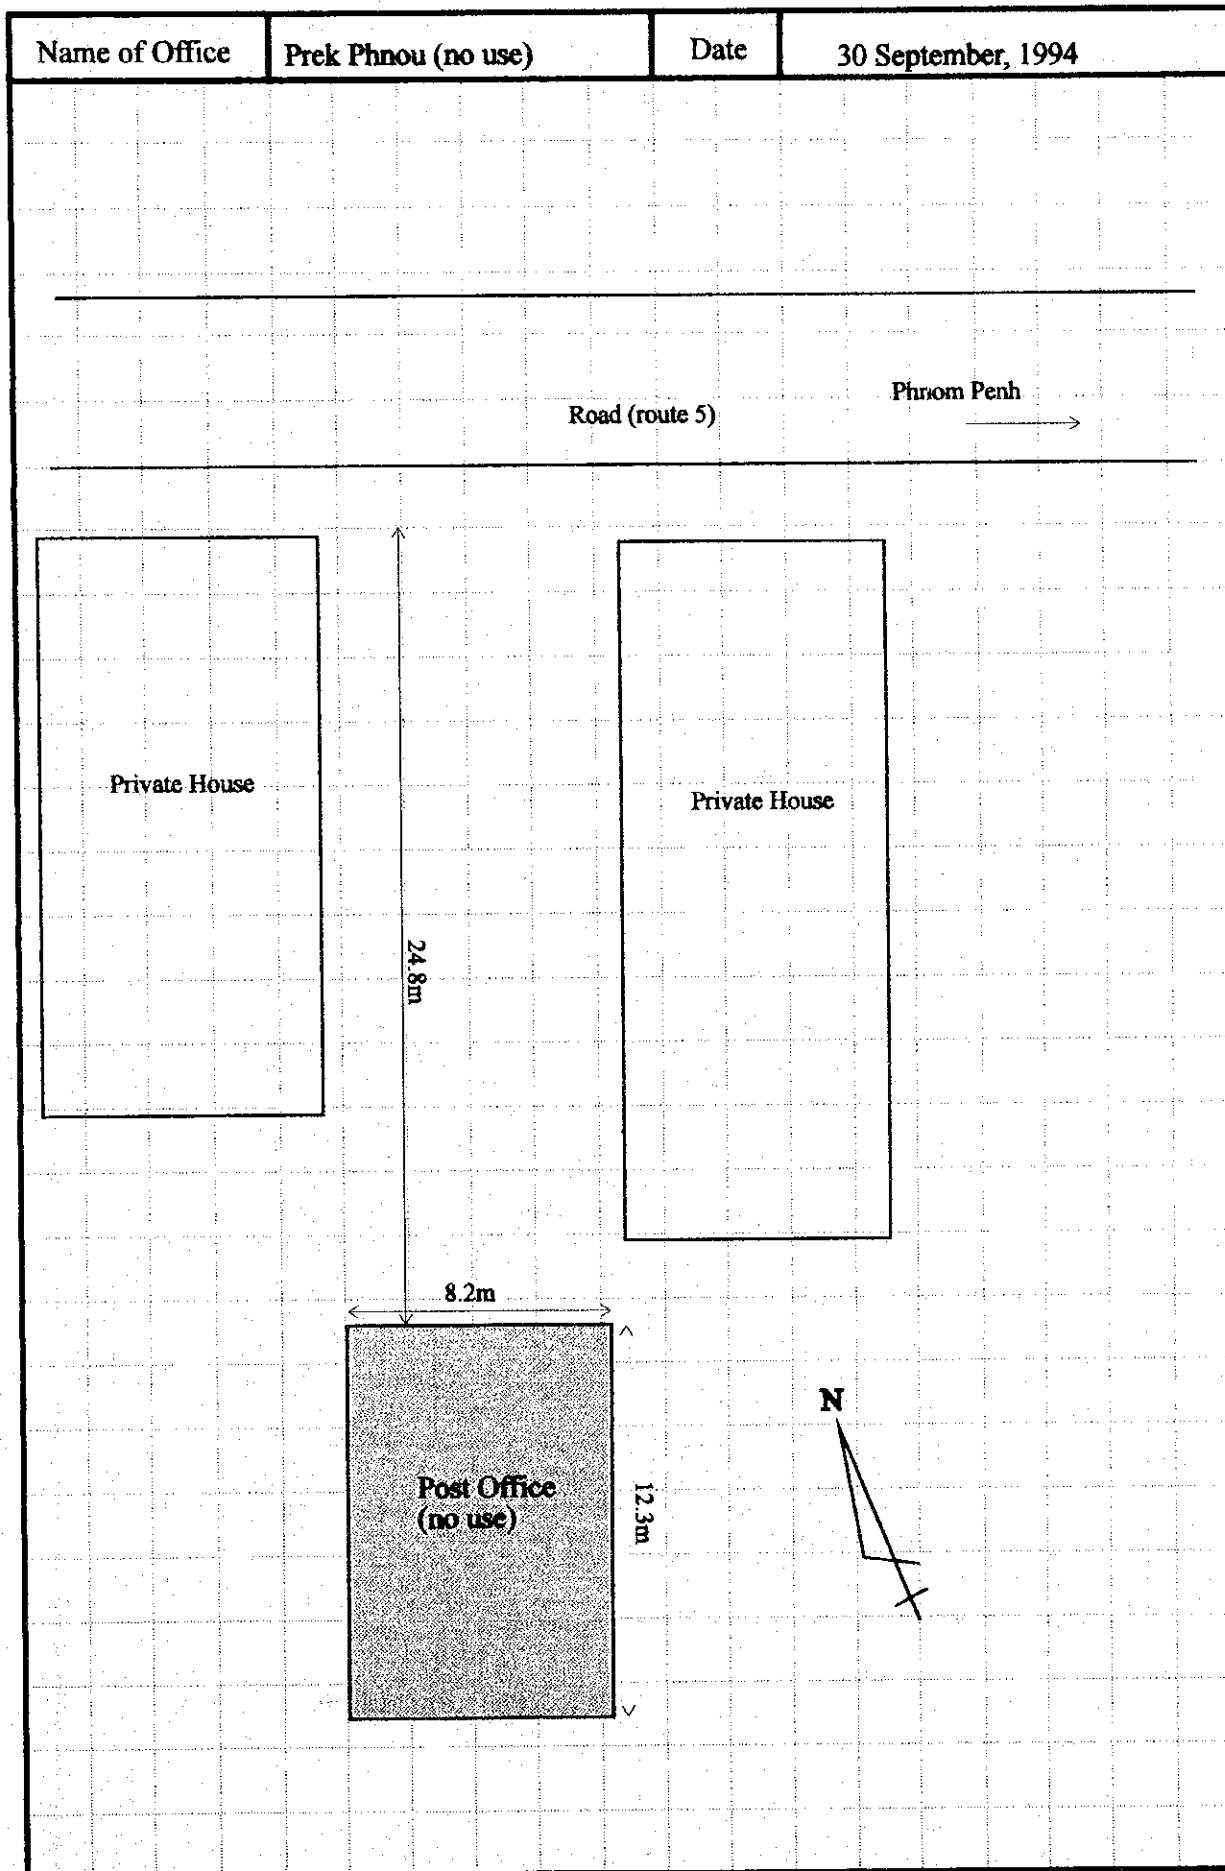 Name of Office
Prek Phnou (no use)
Date
30 September, 1994
Phnom Penh
Road (route 5)
Private House
Private House
24.8m
8.2m
N
Post Office
(no use)
12.3m